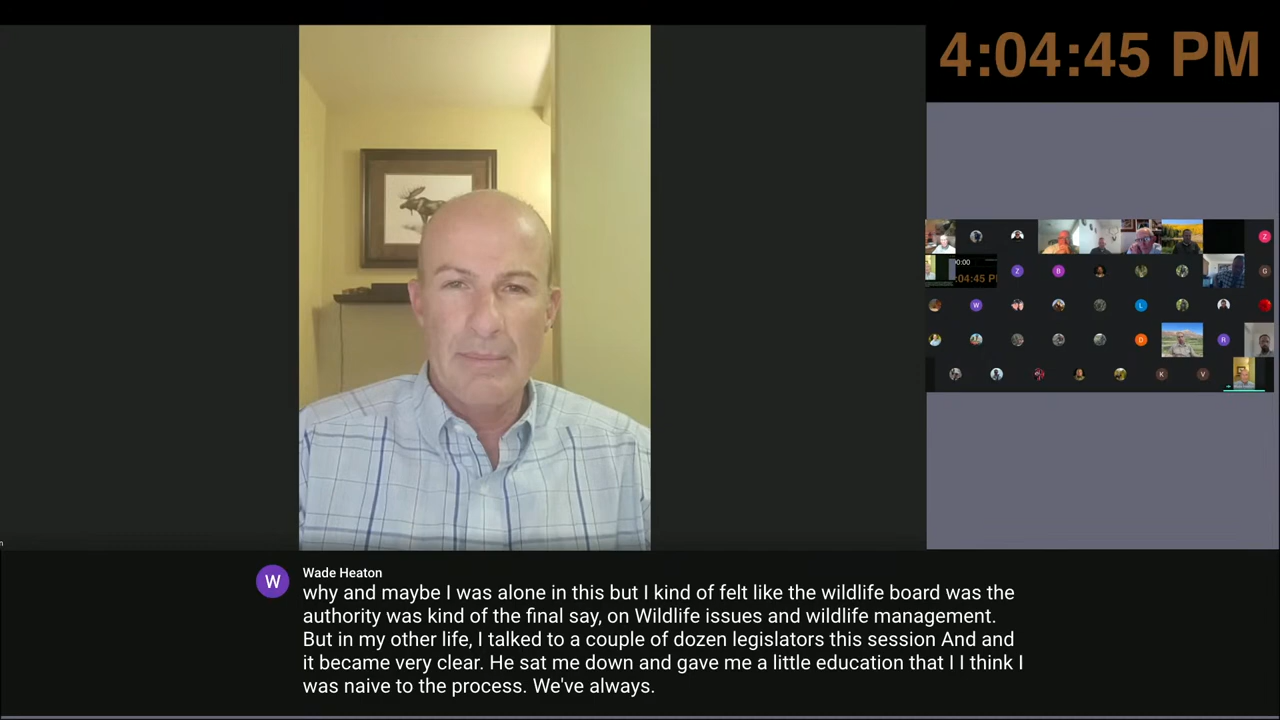 4:04:45 PM
:04:45 PM
Z
Z
B
G
W
L
D
R
K
V
W
Wade Heaton
why and maybe I was alone in this but I kind of felt like the wildlife board was the
authority was kind of the final say, on Wildlife issues and wildlife management.
But in my other life, I talked to a couple of dozen legislators this session And and
it became very clear. He sat me down and gave me a little education that I I think I
was naive to the process. We've always.